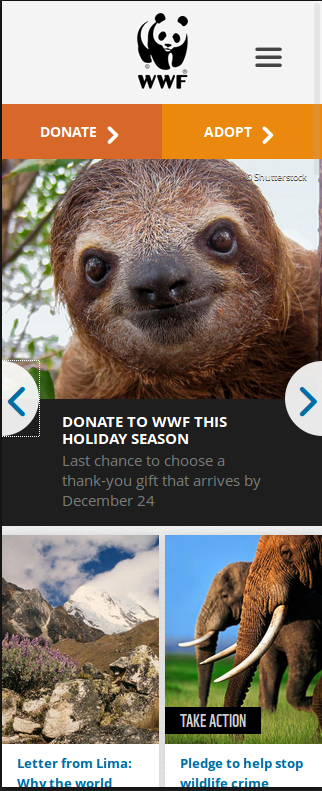 WWF
DONATE
ADOPT
© Shutterstock
DONATE TO WWF THIS
HOLIDAY SEASON
Last chance to choose a
thank-you gift that arrives by
December 24
TAKE ACTION
Letter from Lima:
Why the world
Pledge to help stop
wildlife crime